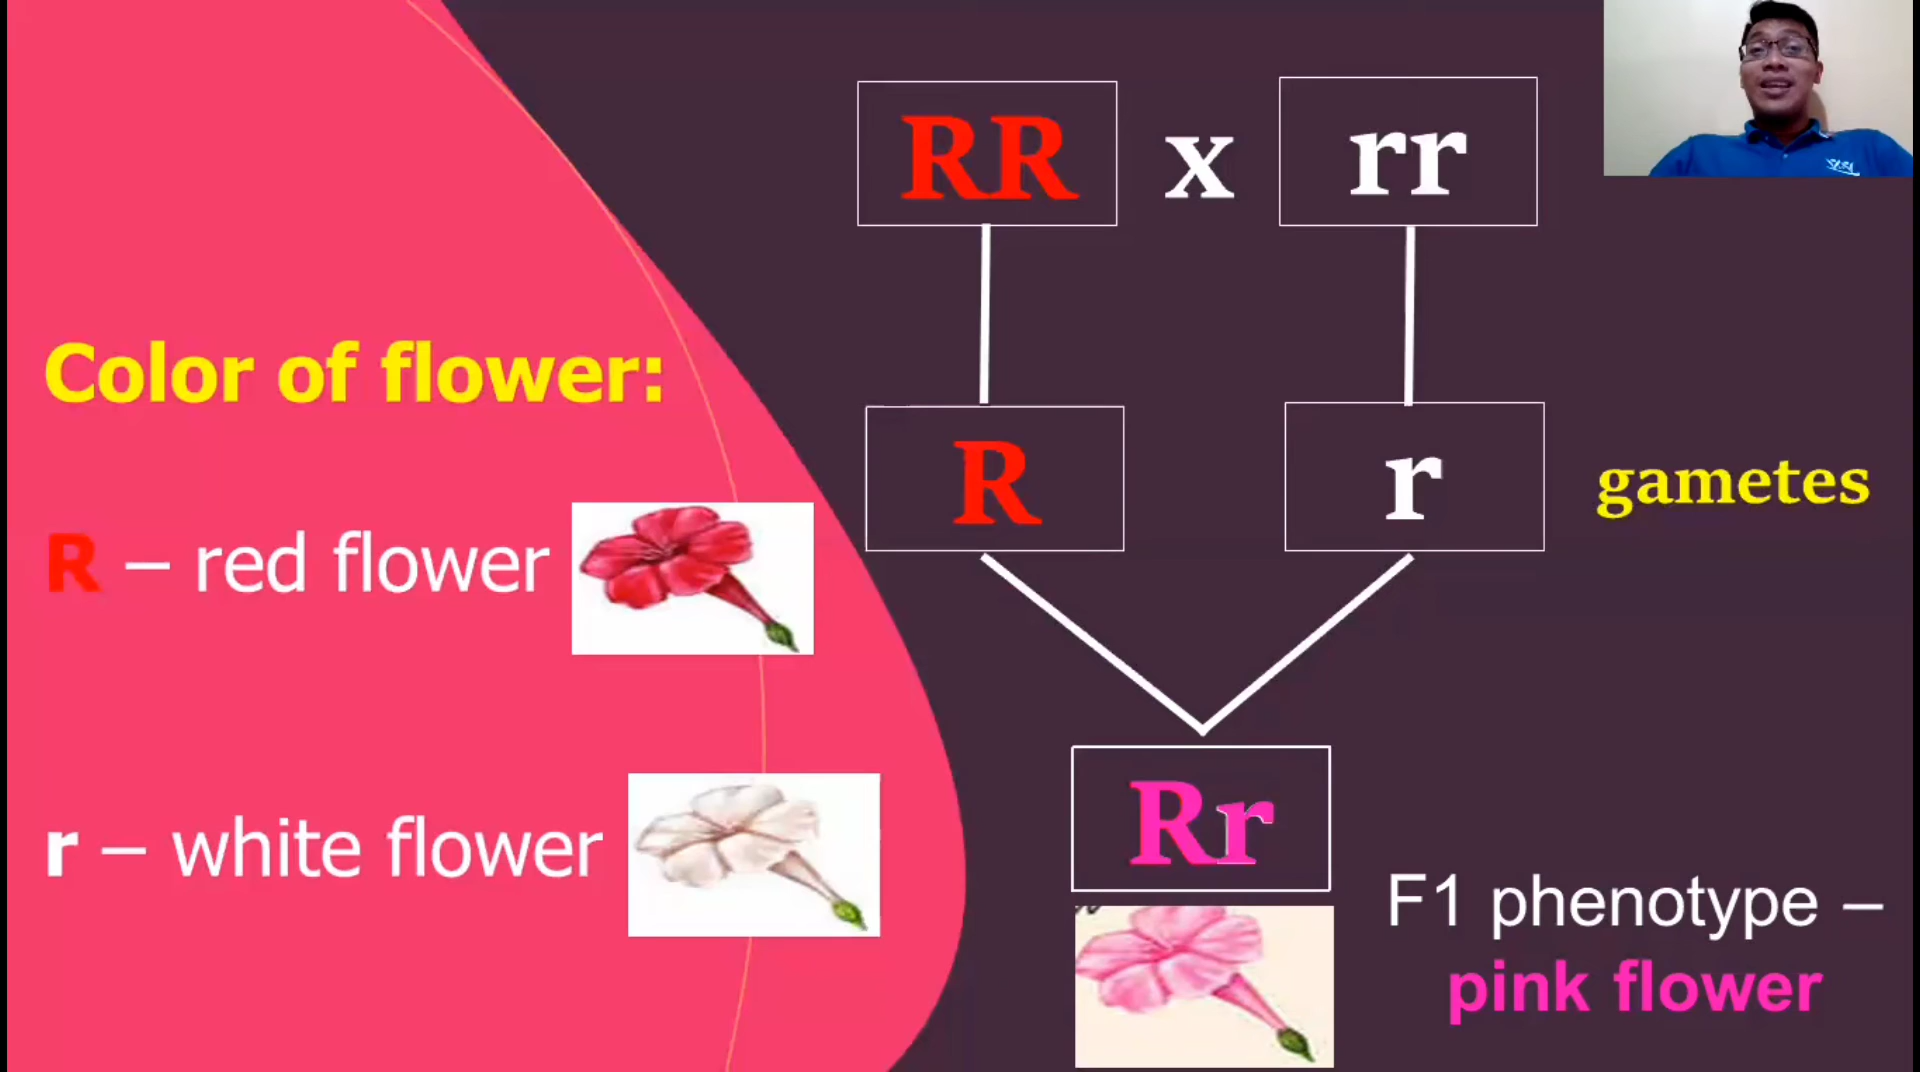 RR x rr
Color of flower:
R r gametes
R – red flower
r – white flower
Rr
F1 phenotype –
pink flower